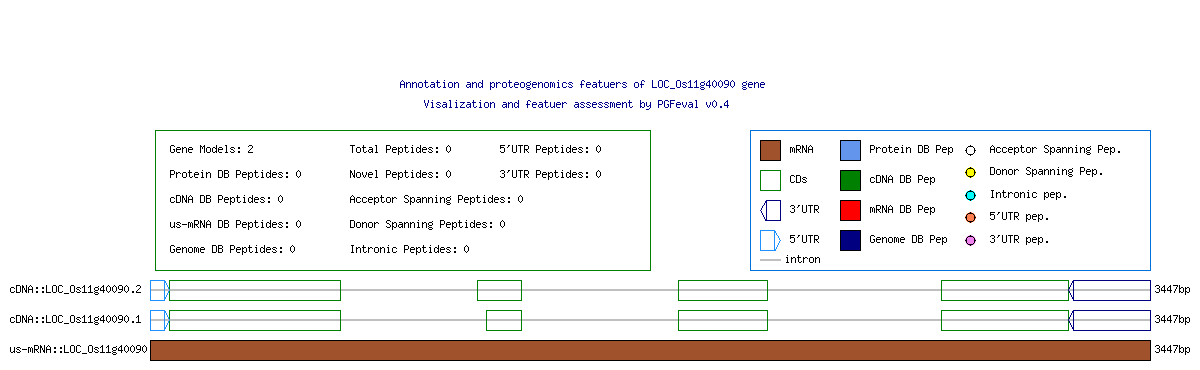 Annotation and proteogenomics featuers of LOC_Os11g40090 gene
Visalization and featuer assessment by PGFeval v0.4
Gene Models: 2 Total Peptides: 0 5'UTR Peptides: 0
Protein DB Peptides: 0 Novel Peptides: 0 3'UTR Peptides: 0
cDNA DB Peptides: 0 Acceptor Spanning Peptides: 0
us-mRNA DB Peptides: 0 Donor Spanning Peptides: 0
Genome DB Peptides: 0 Intronic Peptides: 0
mRNA Protein DB Pep Acceptor Spanning Pep.
CDs cDNA DB Pep Donor Spanning Pep.
3'UTR mRNA DB Pep Intronic pep.
5'UTR Genome DB Pep 5'UTR pep.
intron 3'UTR pep.
cDNA::LOC_Os11g40090.2 3447bp
cDNA::LOC_Os11g40090.1 3447bp
us-mRNA::LOC_Os11g40090 3447bp